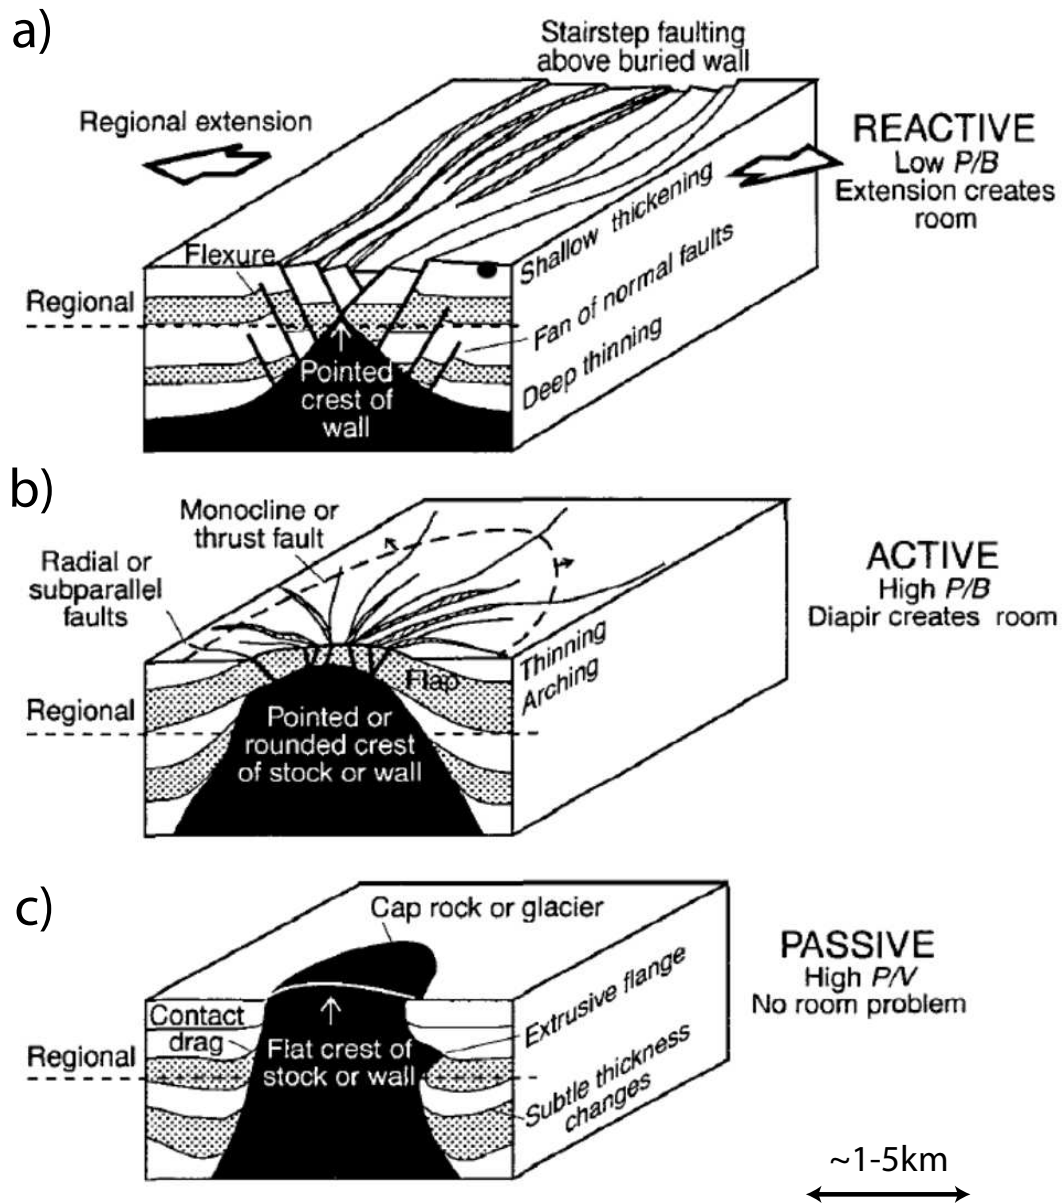 a)
Stairstep faulting
above buried wall
Regional extension
REACTIVE
Low P/B
Extension creates
room
Flexure
Shallow thickening
Regional
Fan of normal faults
Deep thinning
Pointed
crest of
wall
b)
Monocline or
thrust fault
Radial or
subparallel
faults
ACTIVE
High P/B
Diapir creates room
Thinning
Arching
Flap
Regional
Pointed or
rounded crest
of stock or wall
c)
Cap rock or glacier
PASSIVE
High P/V
No room problem
Contact
drag
Extrusive flange
Regional
Flat crest of
stock or wall
Subtle thickness
changes
~1-5km